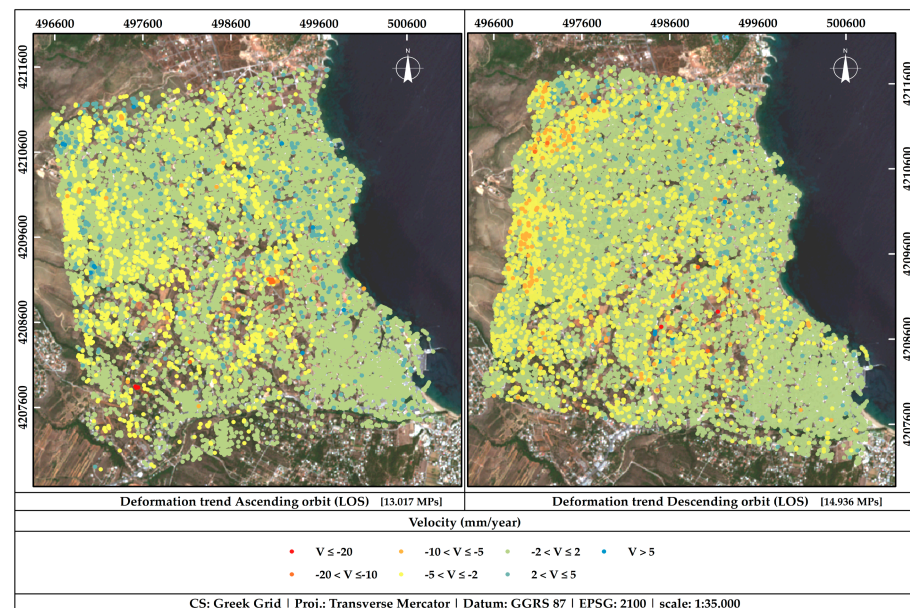 496600 497600 498600 499600 500600 496600 497600 498600 499600 500600
N N
4211600 4211600
4210600 4210600
4209600 4209600
4208600 4208600
4207600 4207600
Deformation trend Ascending orbit (LOS) [13.017 MPs] Deformation trend Descending orbit (LOS) [14.936 MPs]
Velocity (mm/year)
V ≤ -20 -10 < V ≤ -5 -2 < V ≤ 2 V > 5
-20 < V ≤-10 -5 < V ≤ -2 2 < V ≤ 5
CS: Greek Grid | Proj.: Transverse Mercator | Datum: GGRS 87 | EPSG: 2100 | scale: 1:35.000